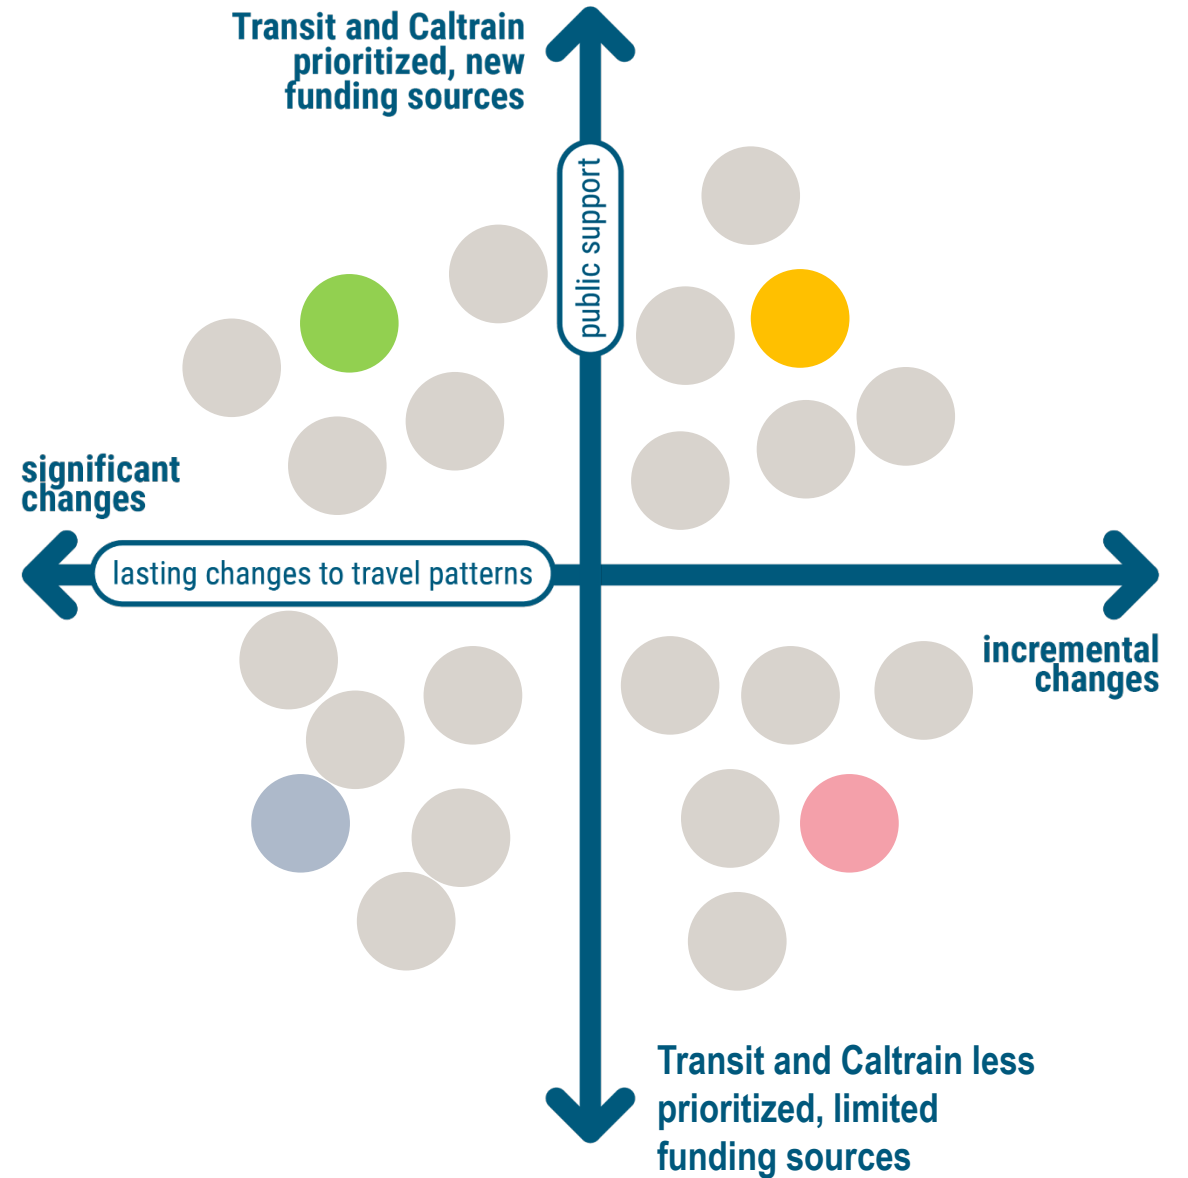 Transit and Caltrain
prioritized, new
funding sources
public support
significant
changes
lasting changes to travel patterns
incremental
changes
Transit and Caltrain less
prioritized, limited
funding sources